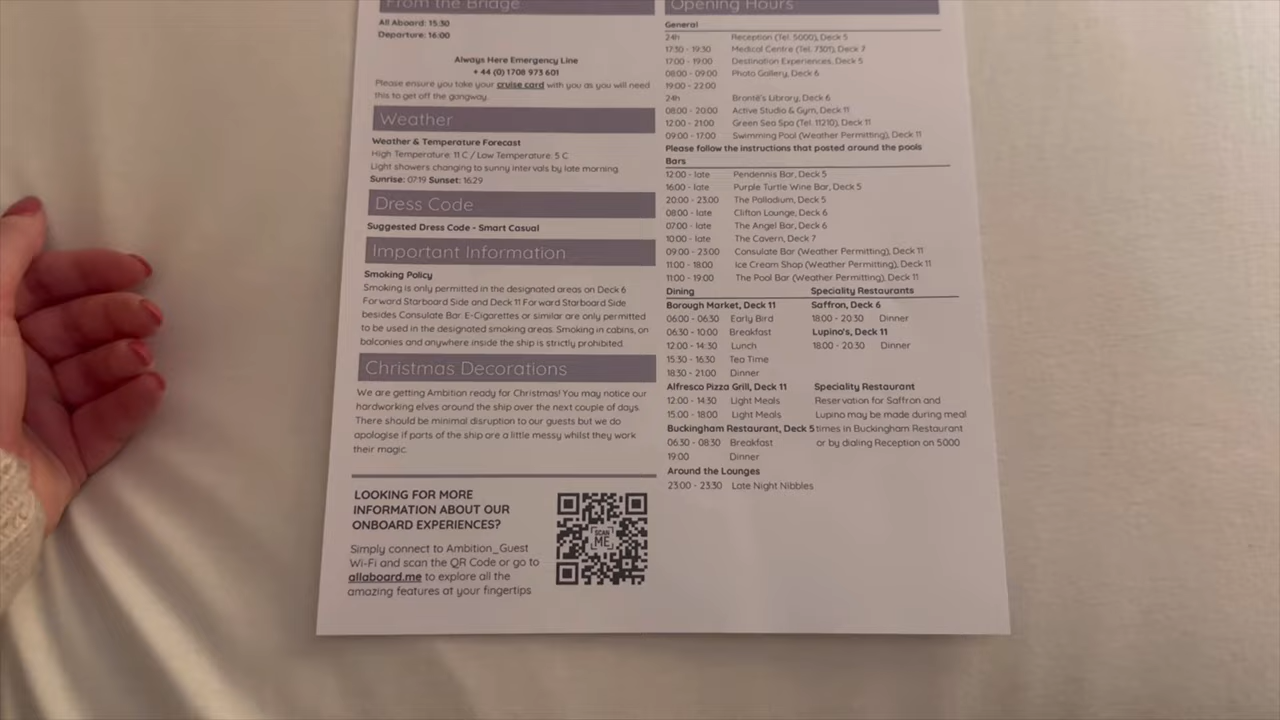 From the Bridge
All Aboard: 15:30
Departure: 16:00
Always Here Emergency Line
+ 44 (0) 1708 973 601
Please ensure you take your cruise card with you as you will need
this to get off the gangway.
Weather
Weather & Temperature Forecast
High Temperature: 11 C / Low Temperature: 5 C
Light showers changing to sunny intervals by late morning
Sunrise: 07:19 Sunset: 16:29
Dress Code
Suggested Dress Code - Smart Casual
Important Information
Smoking Policy
Smoking is only permitted in the designated areas on Deck 6
Forward Starboard Side and Deck 11 Forward Starboard Side
besides Consulate Bar. E-Cigarettes or similar are only permitted
to be used in the designated smoking areas. Smoking in cabins, on
balconies and anywhere inside the ship is strictly prohibited.
Christmas Decorations
We are getting Ambition ready for Christmas! You may notice our
hardworking elves around the ship over the next couple of days.
There should be minimal disruption to our guests but we do
apologise if parts of the ship are a little messy whilst they work
their magic.
LOOKING FOR MORE
INFORMATION ABOUT OUR
ONBOARD EXPERIENCES?
Simply connect to Ambition_Guest
Wi-Fi and scan the QR Code or go to
allaboard.me to explore all the
amazing features at your fingertips
SCAN
ME
Opening Hours
General
24h Reception (Tel. 5000), Deck 5
17:30 - 19:30 Medical Centre (Tel. 7301), Deck 7
17:00 - 19:00 Destination Experiences, Deck 5
08:00 - 09:00 Photo Gallery, Deck 6
19:00 - 22:00
24h Brontë's Library, Deck 6
08:00 - 20:00 Active Studio & Gym, Deck 11
12:00 - 21:00 Green Sea Spa (Tel. 11210), Deck 11
09:00 - 17:00 Swimming Pool (Weather Permitting), Deck 11
Please follow the instructions that posted around the pools
Bars
12:00 - late Pendennis Bar, Deck 5
16:00 - late Purple Turtle Wine Bar, Deck 5
20:00 - 23:00 The Palladium, Deck 5
08:00 - late Clifton Lounge, Deck 6
07:00 - late The Angel Bar, Deck 6
10:00 - late The Cavern, Deck 7
09:00 - 23:00 Consulate Bar (Weather Permitting), Deck 11
11:00 - 18:00 Ice Cream Shop (Weather Permitting), Deck 11
11:00 - 19:00 The Pool Bar (Weather Permitting), Deck 11
Dining
Borough Market, Deck 11
06:00 - 06:30 Early Bird
06:30 - 10:00 Breakfast
12:00 - 14:30 Lunch
15:30 - 16:30 Tea Time
18:30 - 21:00 Dinner
Alfresco Pizza Grill, Deck 11
12:00 - 14:30 Light Meals
15:00 - 18:00 Light Meals
Buckingham Restaurant, Deck 5
06:30 - 08:30 Breakfast
19:00 Dinner
Around the Lounges
23:00 - 23:30 Late Night Nibbles
Speciality Restaurants
Saffron, Deck 6
18:00 - 20:30 Dinner
Lupino's, Deck 11
18:00 - 20:30 Dinner
Speciality Restaurant
Reservation for Saffron and
Lupino may be made during meal
times in Buckingham Restaurant
or by dialing Reception on 5000